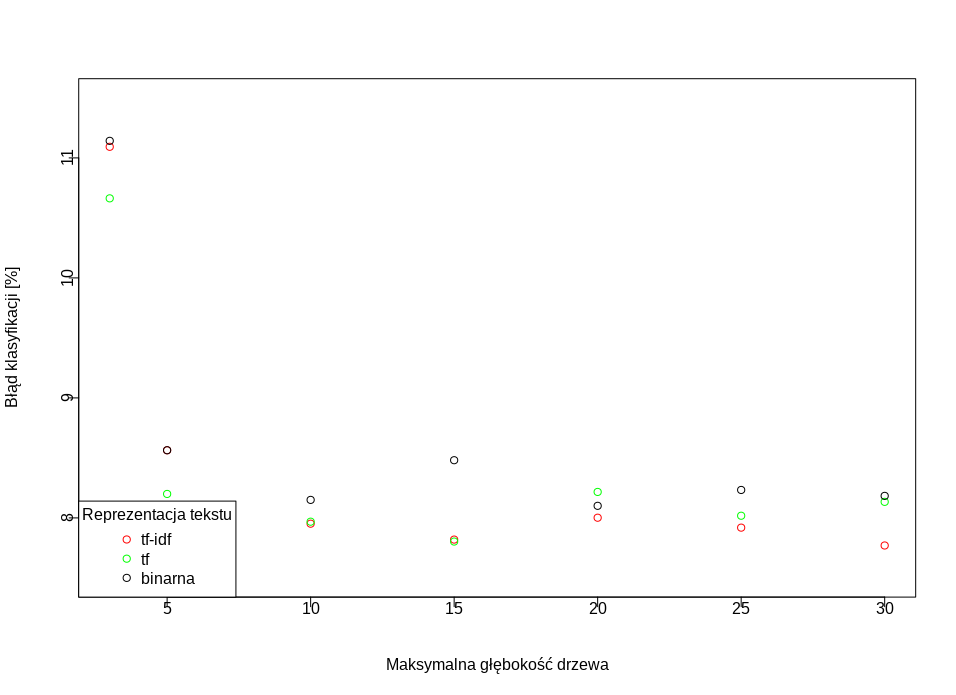 11
10
9
8
Błąd klasyfikacji [%]
Reprezentacja tekstu
tf-idf
tf
binarna
5 10 15 20 25 30
Maksymalna głębokość drzewa